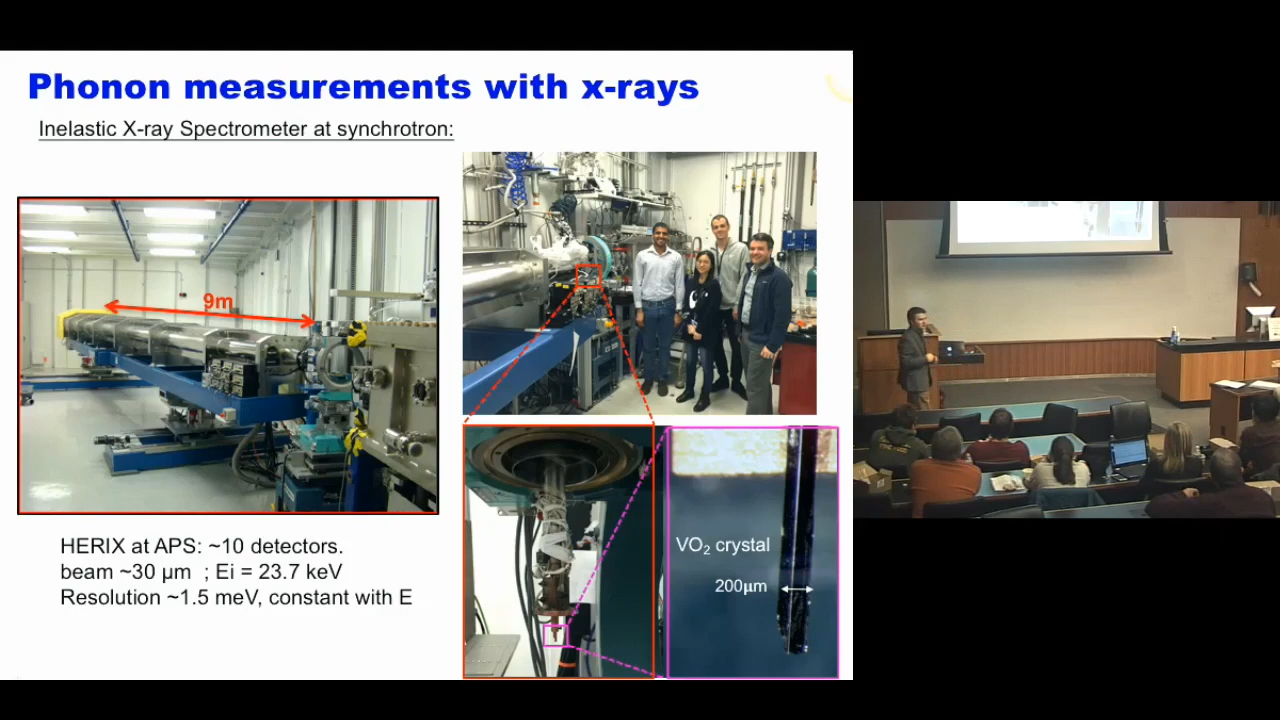 Phonon measurements with x-rays
Inelastic X-ray Spectrometer at synchrotron:
9m
HERIX at APS: ~10 detectors.
beam ~30 μm ; Ei = 23.7 keV
Resolution ~1.5 meV, constant with E
VO₂ crystal
200μm